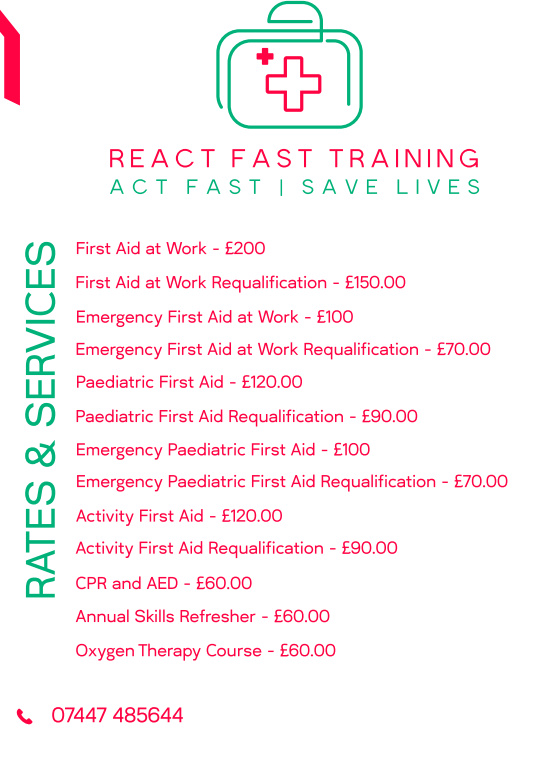 REACT FAST TRAINING
ACT FAST | SAVE LIVES
RATES & SERVICES
First Aid at Work - £200
First Aid at Work Requalification - £150.00
Emergency First Aid at Work - £100
Emergency First Aid at Work Requalification - £70.00
Paediatric First Aid - £120.00
Paediatric First Aid Requalification - £90.00
Emergency Paediatric First Aid - £100
Emergency Paediatric First Aid Requalification - £70.00
Activity First Aid - £120.00
Activity First Aid Requalification - £90.00
CPR and AED - £60.00
Annual Skills Refresher - £60.00
Oxygen Therapy Course - £60.00
07447 485644